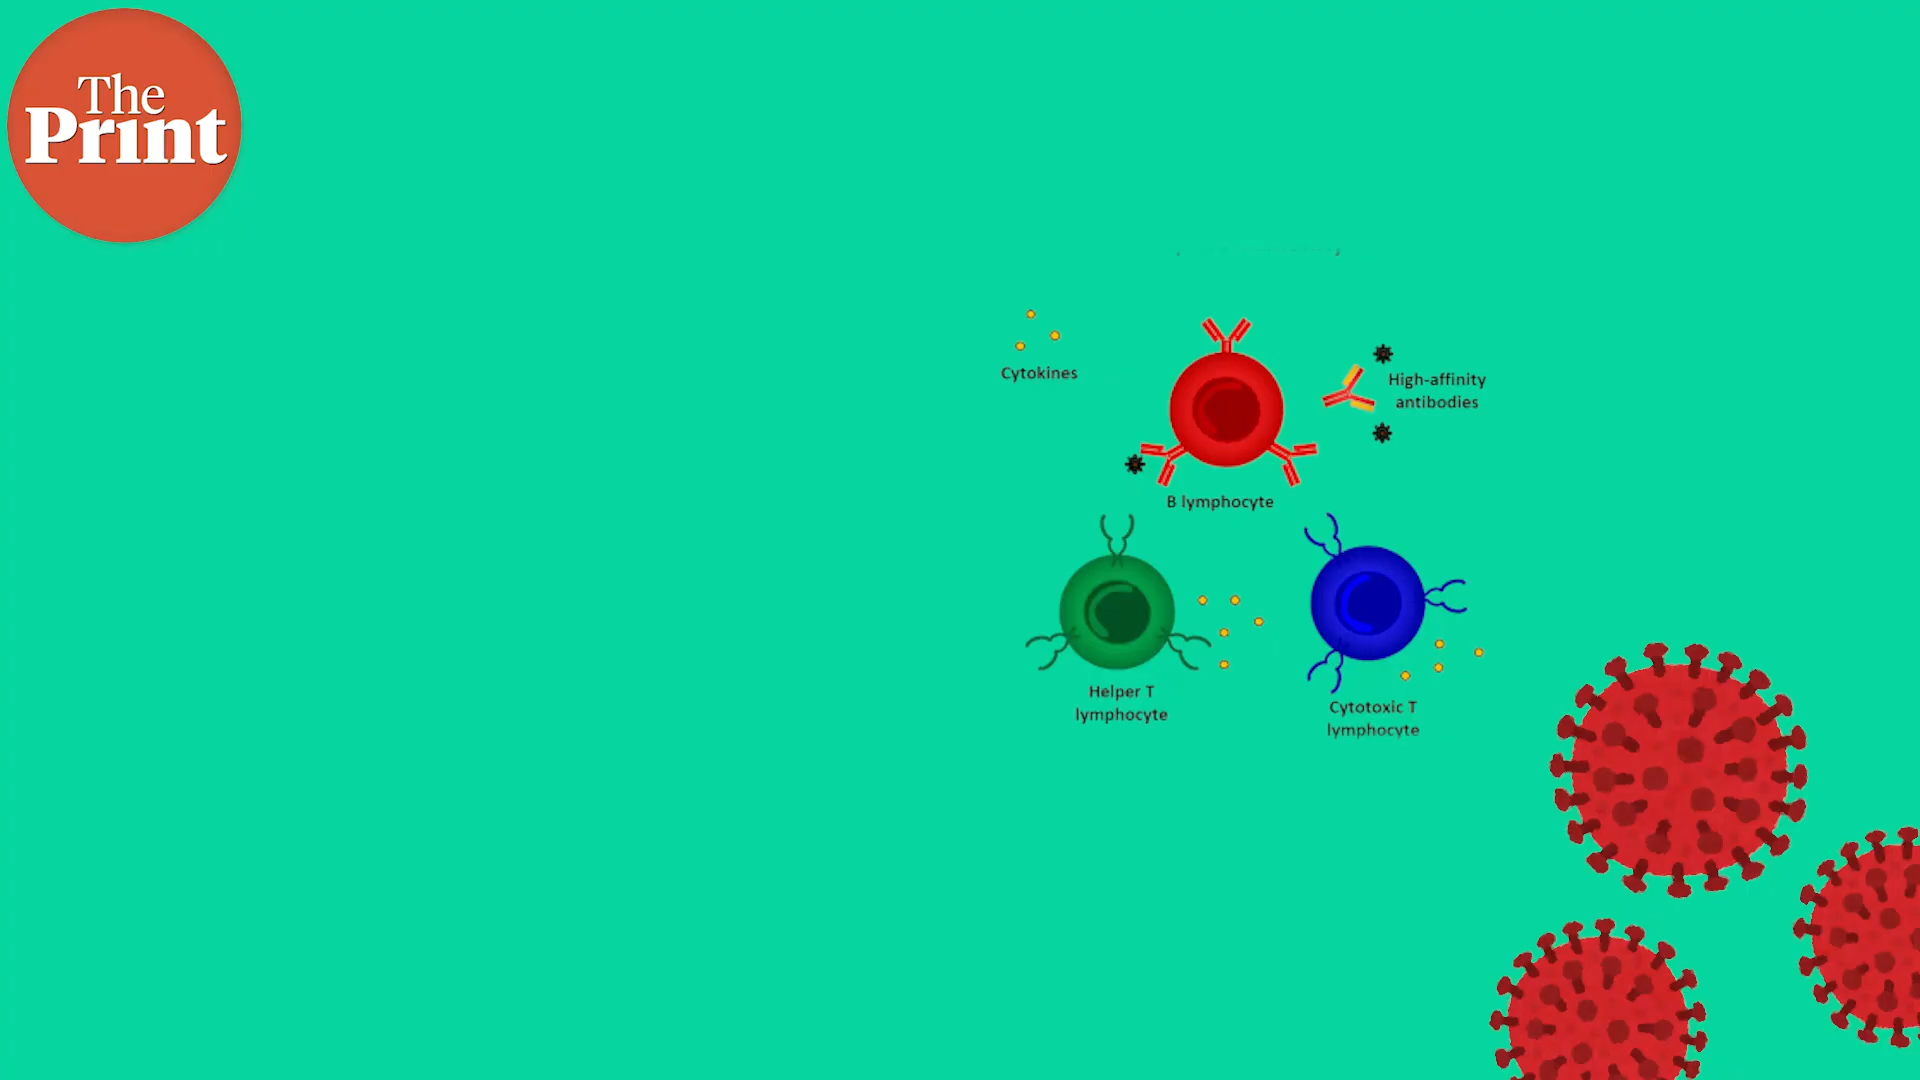 The
Print
Cytokines
High-affinity
antibodies
B lymphocyte
Helper T
lymphocyte
Cytotoxic T
lymphocyte